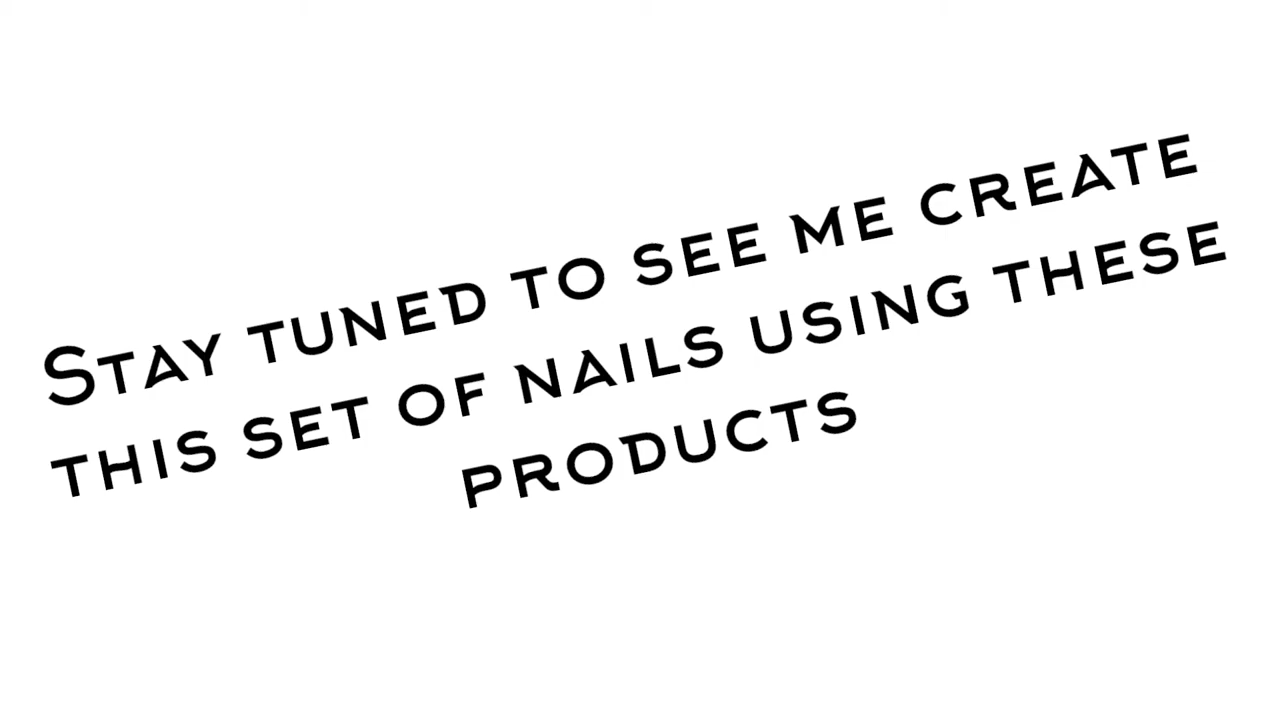 Stay tuned to see me create
this set of nails using these
products